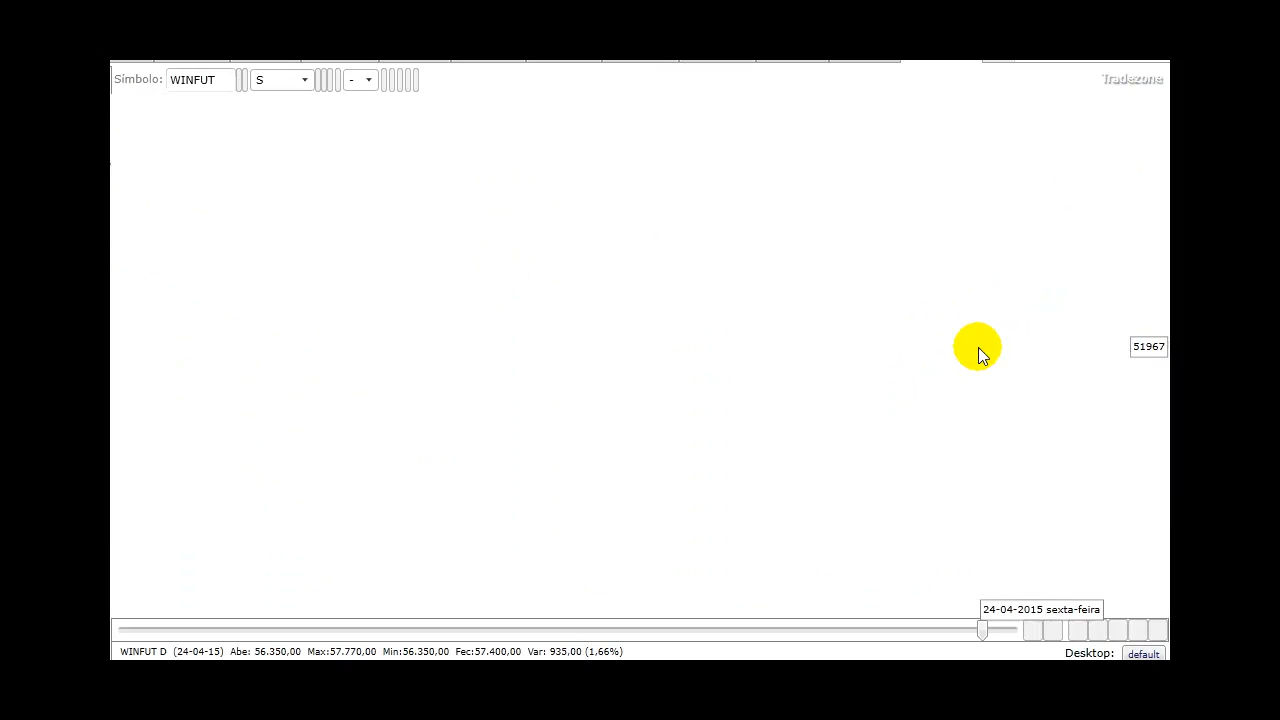 Símbolo: WINFUT S - Tradezone
51967
24-04-2015 sexta-feira
WINFUT D (24-04-15) Abe: 56.350,00 Max:57.770,00 Min:56.350,00 Fec:57.400,00 Var: 935,00 (1,66%)
Desktop: default